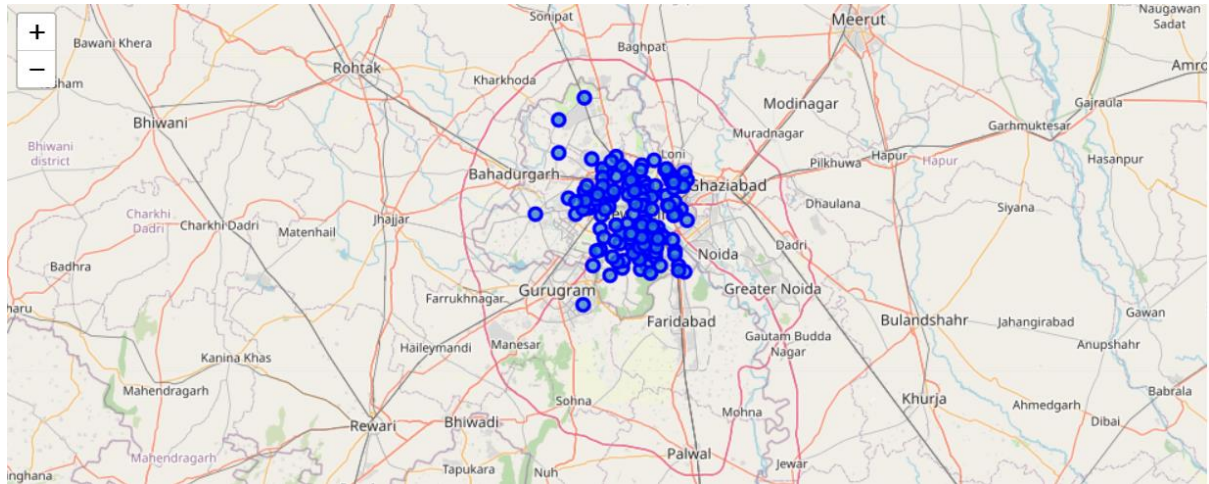 +
−
Sonipat
Meerut
Naugawan
Sadat
Bawani Khera
Baghpat
Rohtak
Kharkhoda
Amro
Modinagar
Gajraula
Bhiwani
Muradnagar
Garhmuktesar
Bhiwani
district
Loni
Hapur
Hapur
Hasanpur
Pilkhuwa
Bahadurgarh
Ghaziabad
Dhaulana
Siyana
Charkhi
Dadri
Charkhi Dadri
Jhajjar
Matenhail
Dadri
Badhra
Noida
Gurugram
Greater Noida
Farrukhnagar
Bulandshahr
Jahangirabad
Gawan
Faridabad
Gautam Budda
Nagar
Haileymandi
Manesar
Anupshahr
Kanina Khas
Mahendragarh
Babrala
Khurja
Sohna
Ahmedgarh
Mohna
Dibai
Rewari
Bhiwadi
Palwal
Mahendragarh
Jewar
Tapukara
Nuh